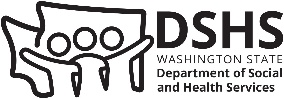 DSHS
WASHINGTON STATE
Department of Social
and Health Services